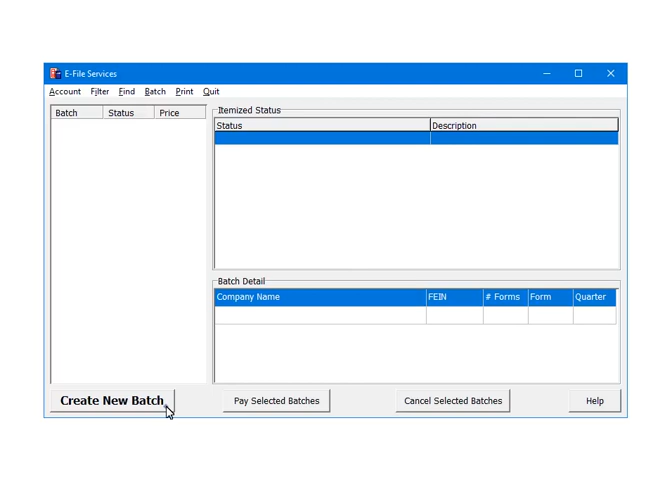 E-File Services
Account Filter Find Batch Print Quit
Batch Status Price
Itemized Status
Status Description
Batch Detail
Company Name FEIN # Forms Form Quarter
Create New Batch Pay Selected Batches Cancel Selected Batches Help